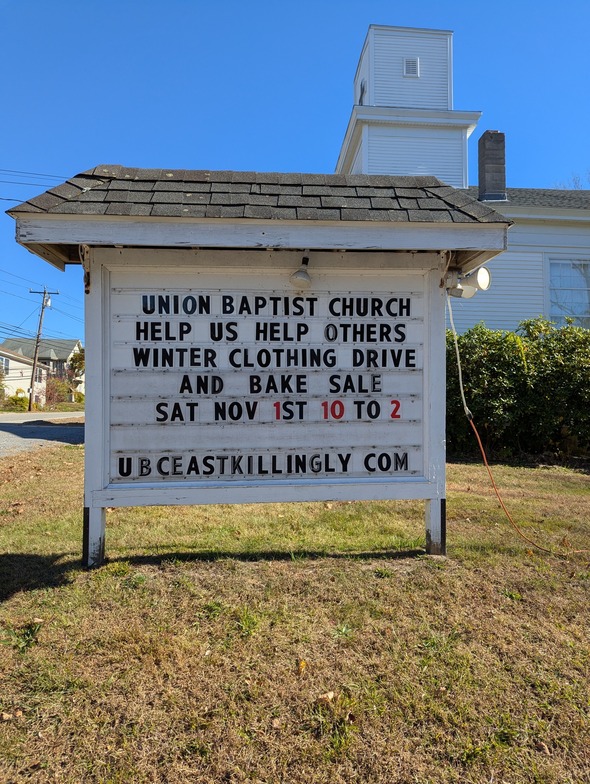 UNION BAPTIST CHURCH
HELP US HELP OTHERS
WINTER CLOTHING DRIVE
AND BAKE SALE
SAT NOV 1ST 10 TO 2
UBCEASTKILLINGLY COM